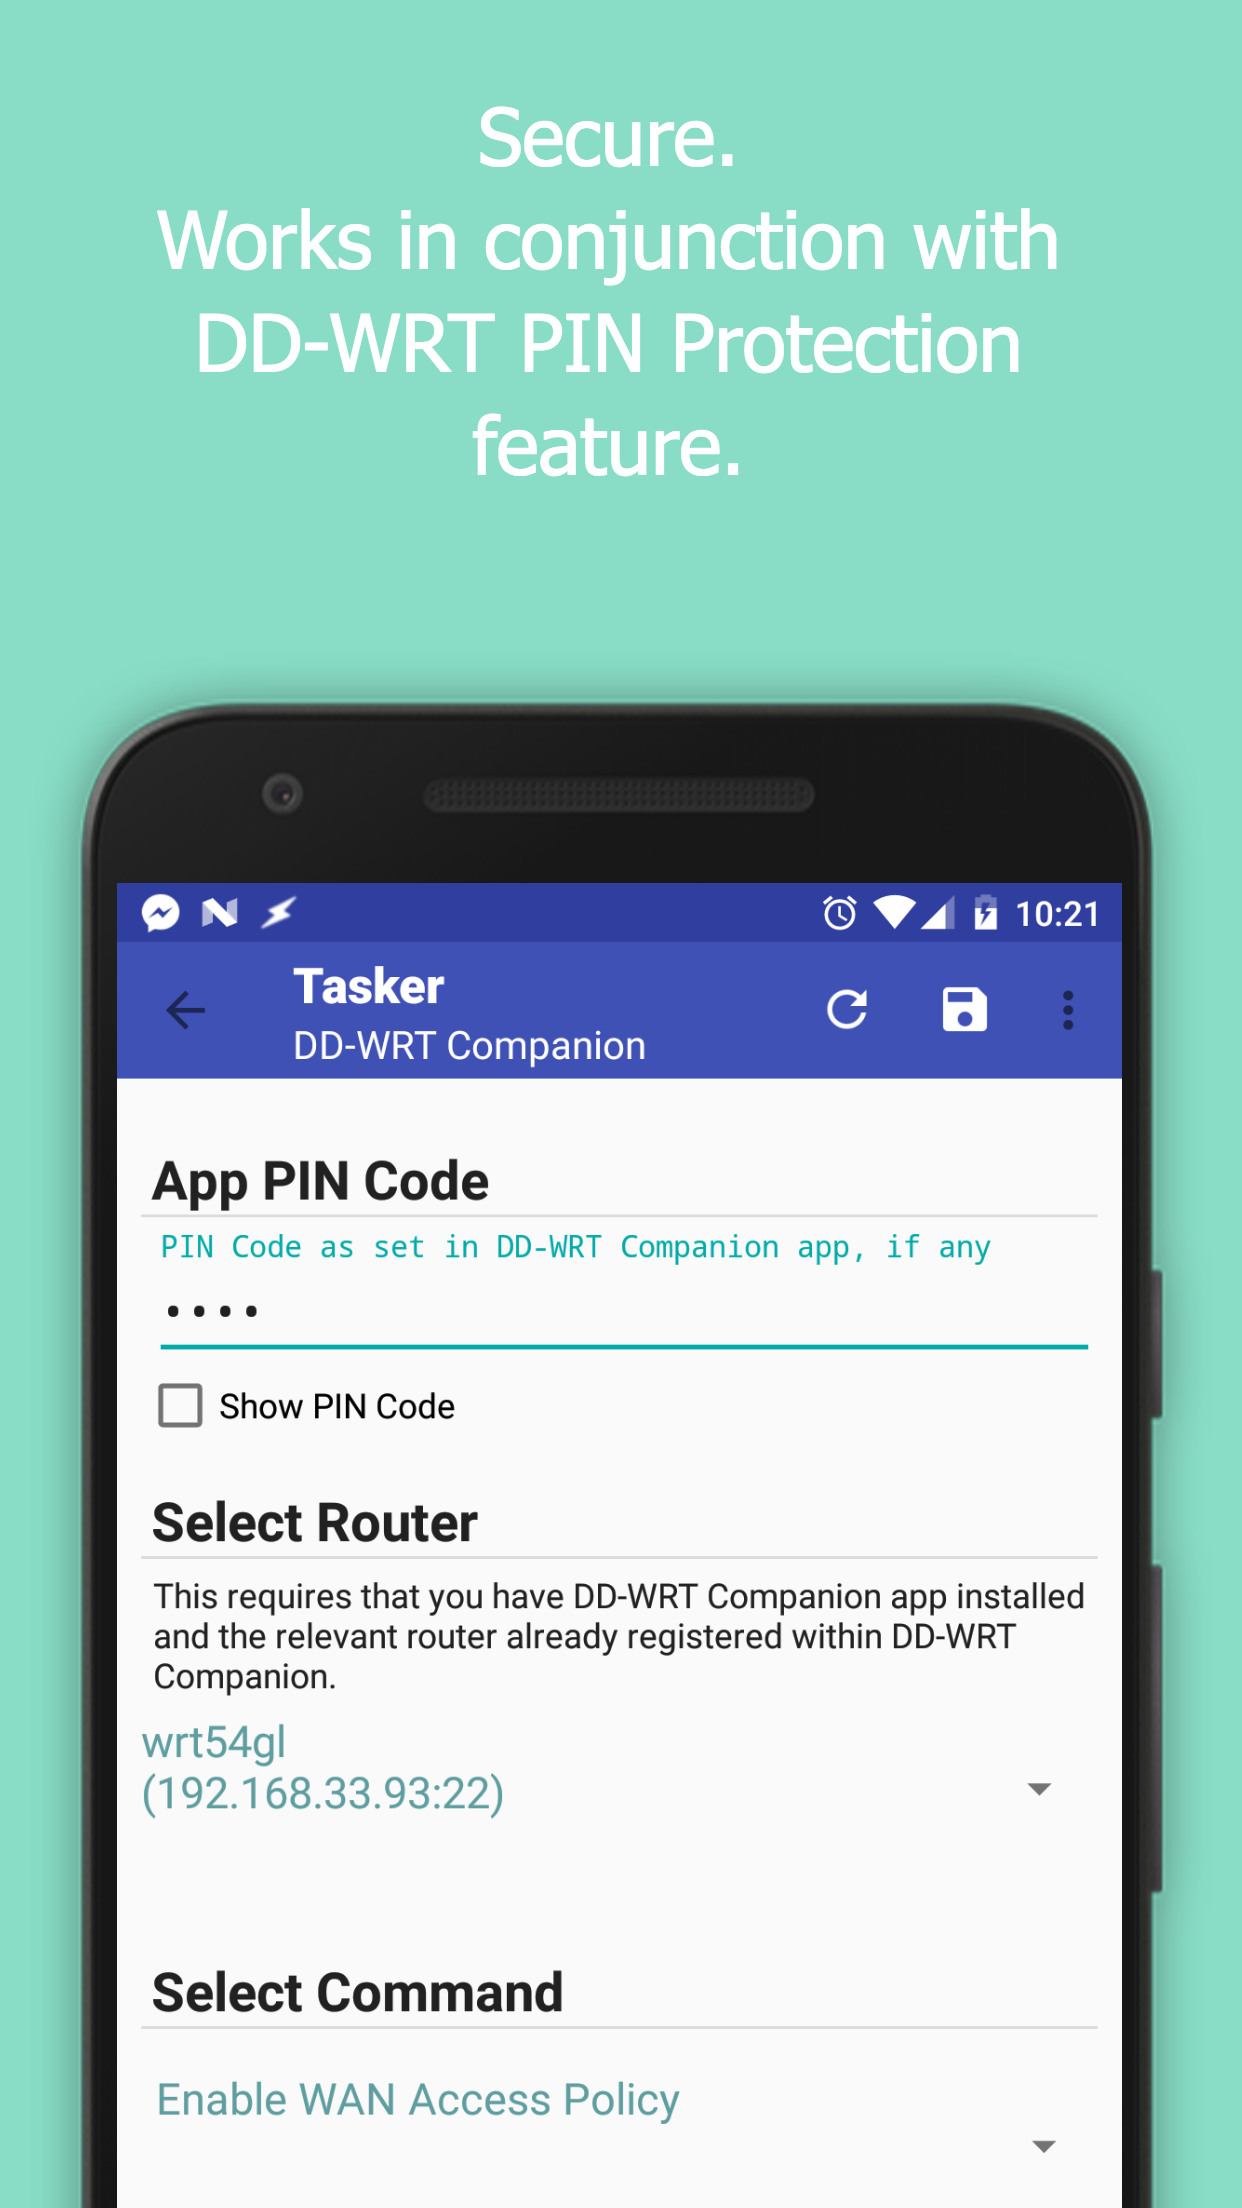 Secure.
Works in conjunction with
DD-WRT PIN Protection
feature.
10:21
Tasker
DD-WRT Companion
App PIN Code
PIN Code as set in DD-WRT Companion app, if any
••••
Show PIN Code
Select Router
This requires that you have DD-WRT Companion app installed
and the relevant router already registered within DD-WRT
Companion.
wrt54gl
(192.168.33.93:22)
Select Command
Enable WAN Access Policy